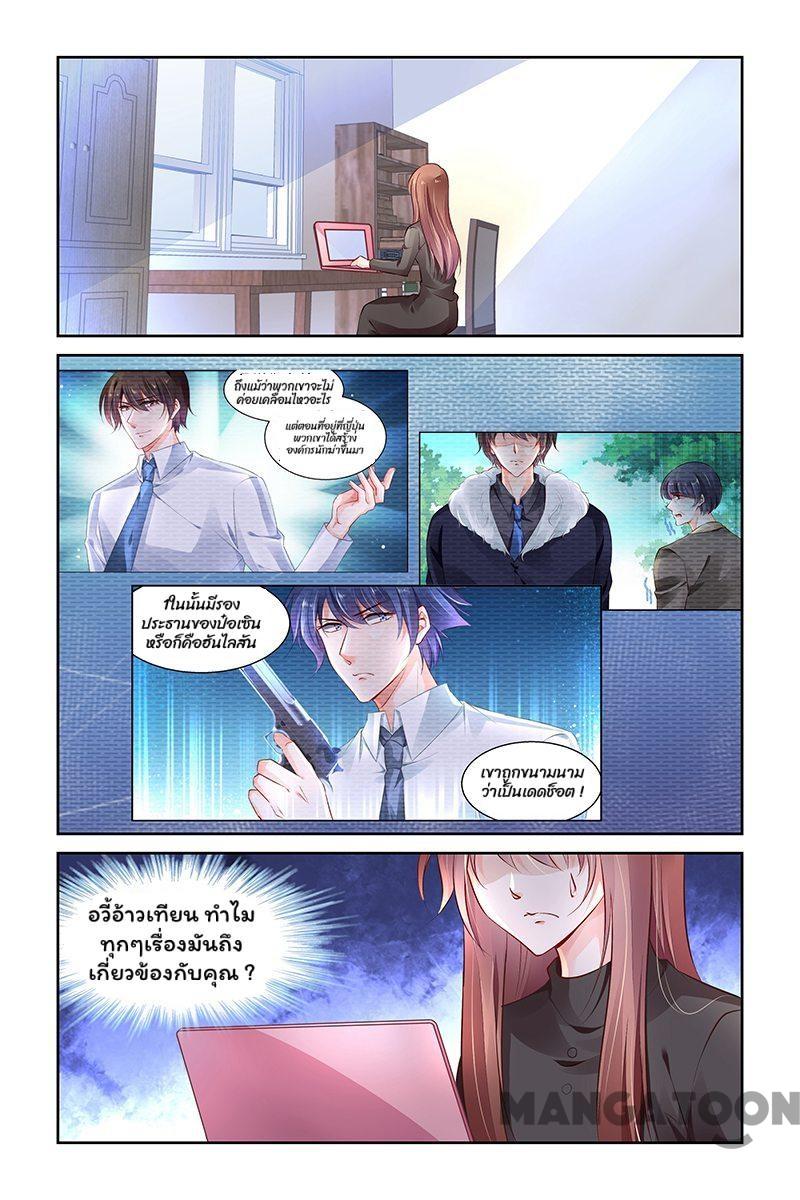 ถึงแม้ว่าพวกเขาจะไม่
ค่อยเคลื่อนไหวอะไร
แต่ตอนที่อยู่ที่ญี่ปุ่น
พวกเขาได้สร้าง
องค์กรนักฆ่าขึ้นมา
ในนั้นมีรอง
ประธานของป๋อเซิน
หรือก็คือฮันไลสัน
เขาถูกขนามนาม
ว่าเป็นเดดช็อต !
อวี้อ้าวเทียน ทำไม
ทุกๆเรื่องมันถึง
เกี่ยวข้องกับคุณ ?
MANGATOON